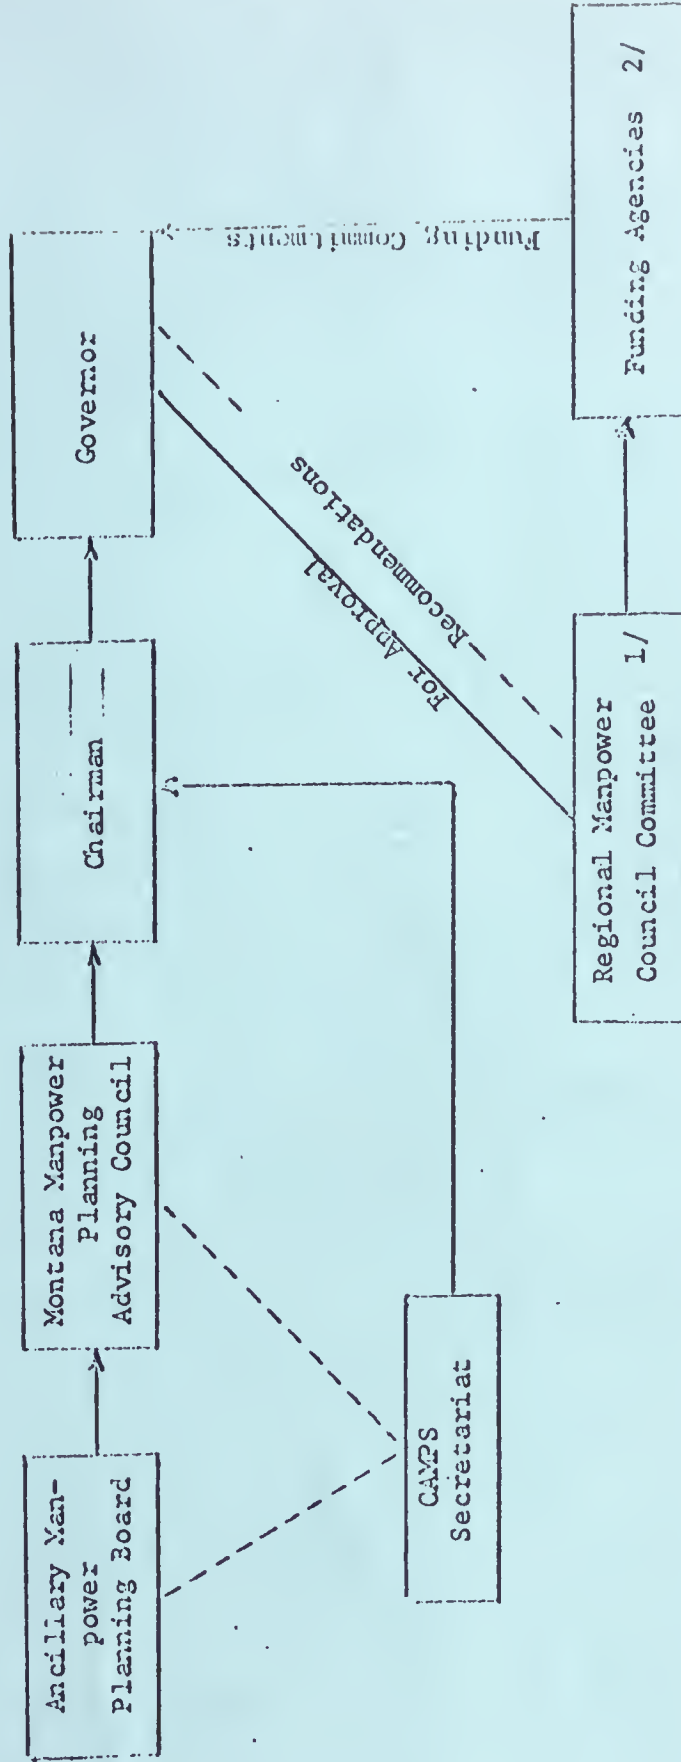 Ancillary Man-
power
Planning Board
Montana Manpower
Planning
Advisory Council
Chairman
Governor
CAMPS
Secretariat
For Approval
Recommendations
Funding Commitments
Regional Manpower
Council Committee 1/
Funding Agencies 2/